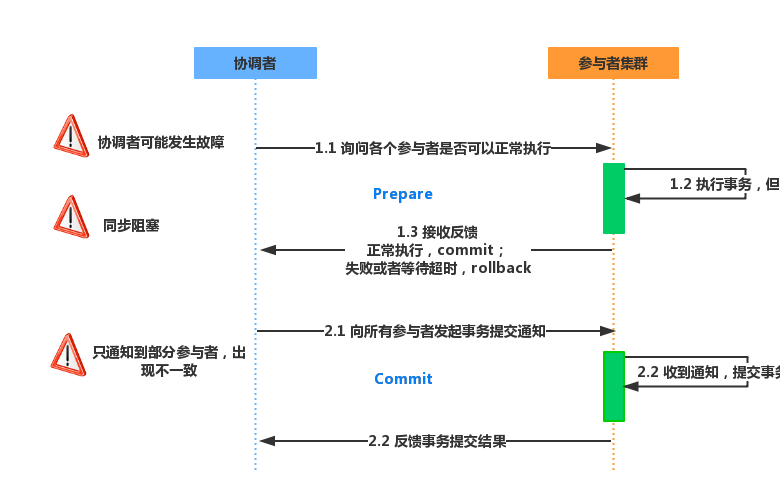 协调者
参与者集群
协调者可能发生故障
1.1 询问各个参与者是否可以正常执行
1.2 执行事务，但
Prepare
同步阻塞
1.3 接收反馈
正常执行，commit；
失败或者等待超时，rollback
2.1 向所有参与者发起事务提交通知
只通知到部分参与者，出
现不一致
Commit
2.2 收到通知，提交事务
2.2 反馈事务提交结果